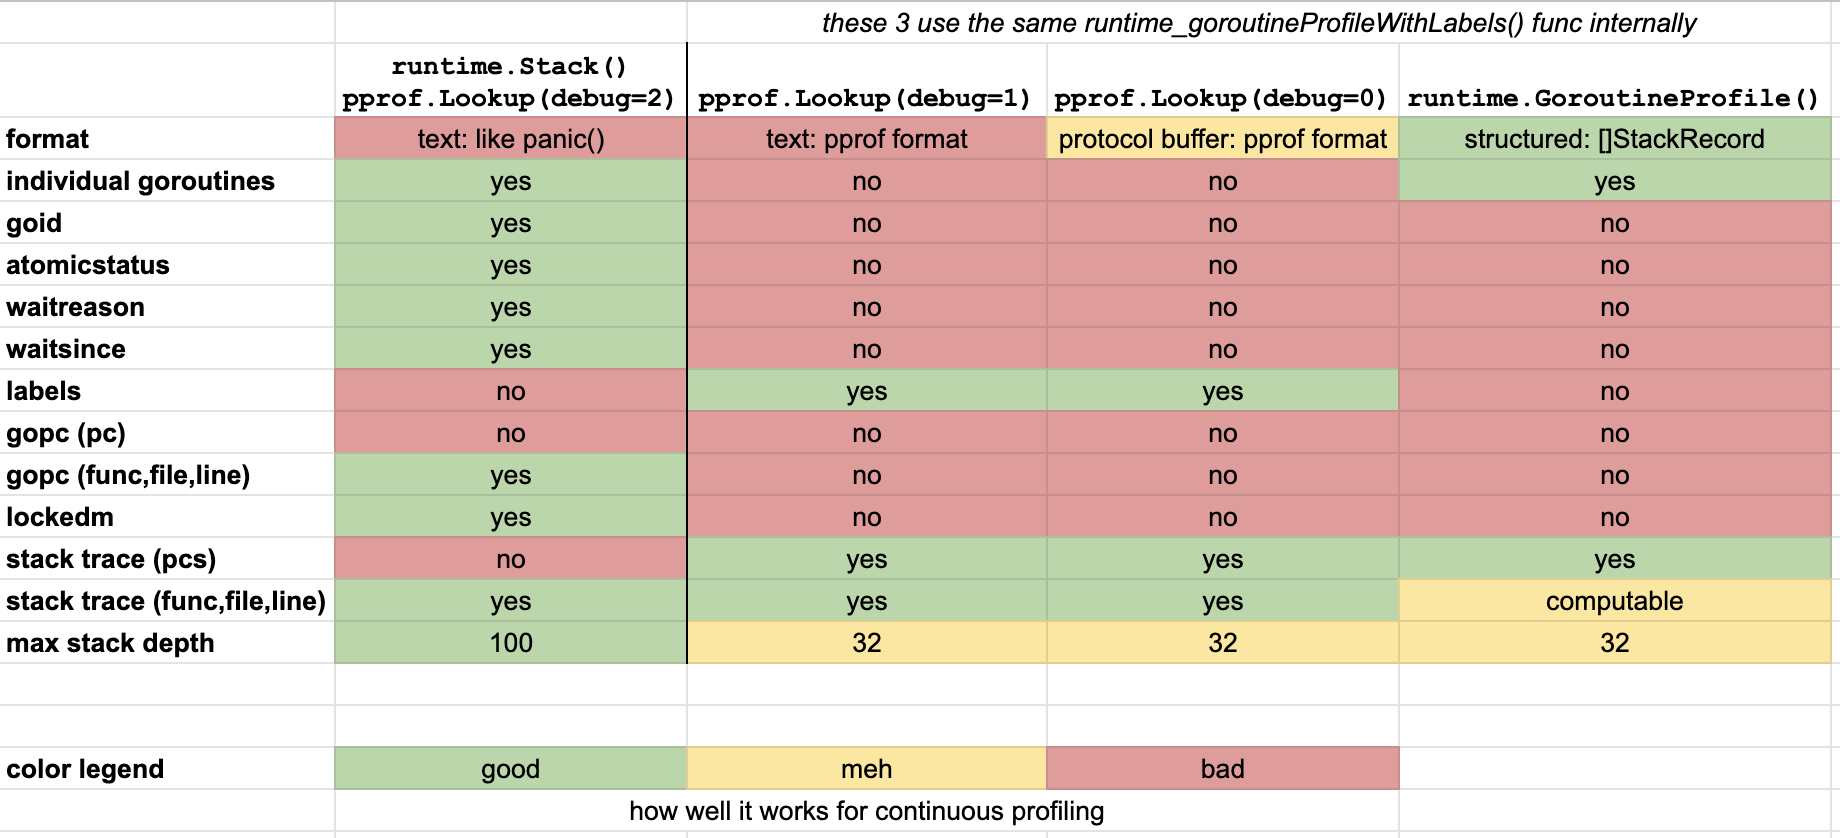 these 3 use the same runtime_goroutineProfileWithLabels() func internally
runtime.Stack()
pprof.Lookup(debug=2) pprof.Lookup(debug=1) pprof.Lookup(debug=0) runtime.GoroutineProfile()
format text: like panic() text: pprof format protocol buffer: pprof format structured: []StackRecord
individual goroutines yes no no yes
goid yes no no no
atomicstatus yes no no no
waitreason yes no no no
waitsince yes no no no
labels no yes yes no
gopc (pc) no no no no
gopc (func,file,line) yes no no no
lockedm yes no no no
stack trace (pcs) no yes yes yes
stack trace (func,file,line) yes yes yes computable
max stack depth 100 32 32 32
color legend good meh bad
how well it works for continuous profiling